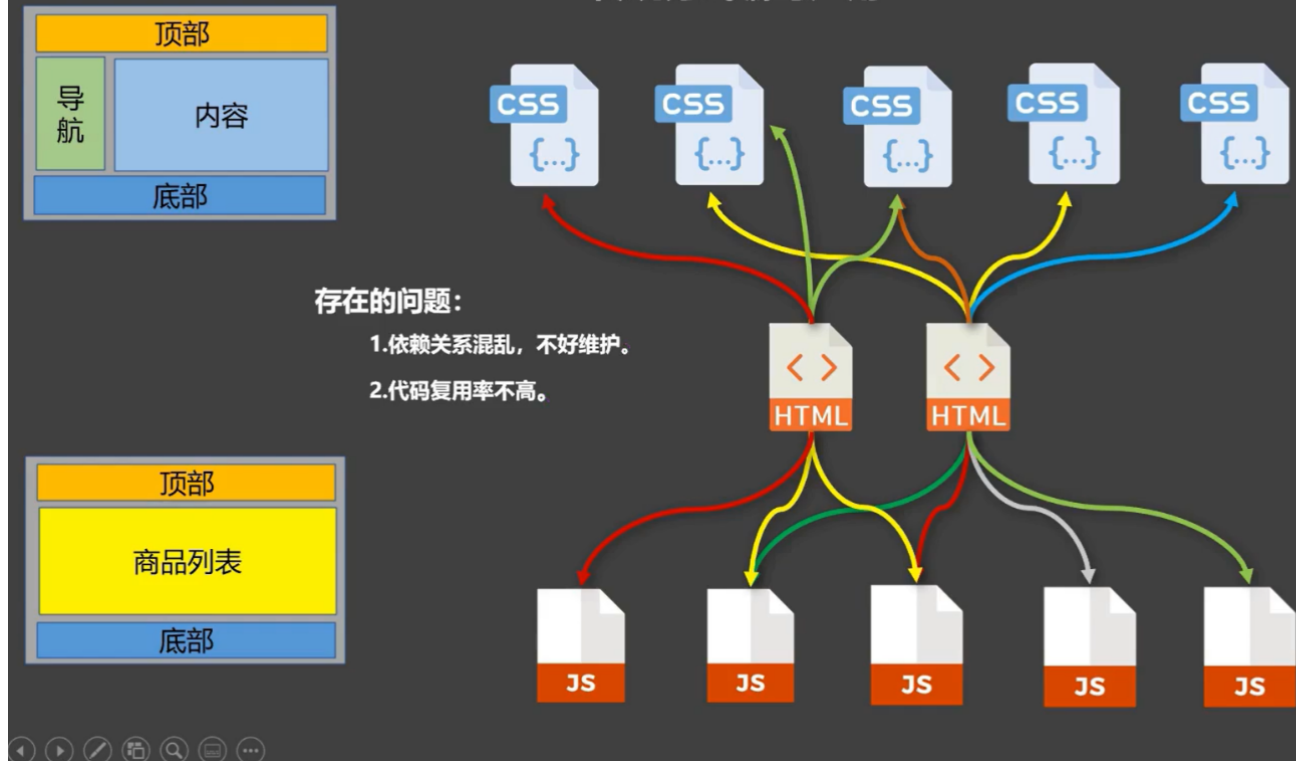 顶部
导
航
内容
底部
CSS
{...}
CSS
{...}
CSS
{...}
CSS
{...}
CSS
{...}
存在的问题：
1.依赖关系混乱，不好维护。
2.代码复用率不高。
< >
HTML
< >
HTML
顶部
商品列表
底部
JS
JS
JS
JS
JS